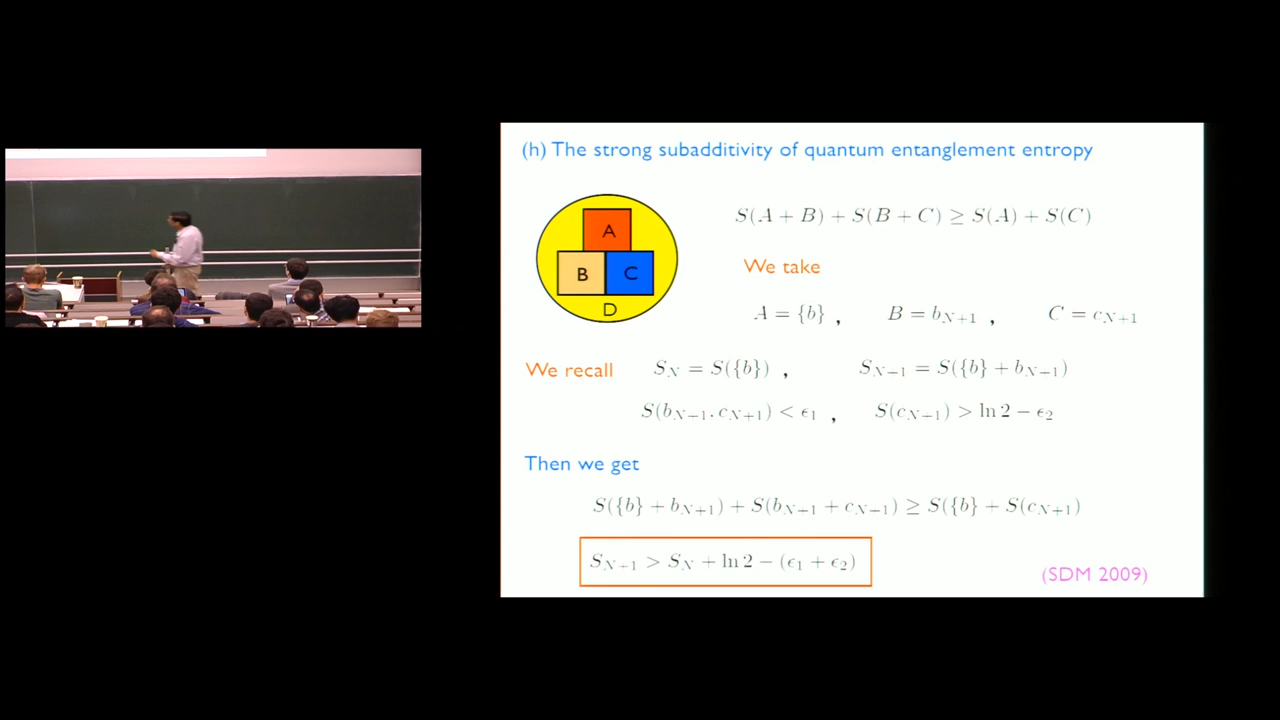 (h) The strong subadditivity of quantum entanglement entropy
A
B C
D
S(A + B) + S(B + C) ≥ S(A) + S(C)
We take
A = {b} , B = b_{N+1} , C = c_{N+1}
We recall S_N = S({b}) , S_{N+1} = S({b} + b_{N+1})
S(b_{N+1}.c_{N+1}) < ϵ_1 , S(c_{N+1}) > ln 2 − ϵ_2
Then we get
S({b} + b_{N+1}) + S(b_{N+1} + c_{N+1}) ≥ S({b} + S(c_{N+1})
S_{N+1} > S_N + ln 2 − (ϵ_1 + ϵ_2)
(SDM 2009)